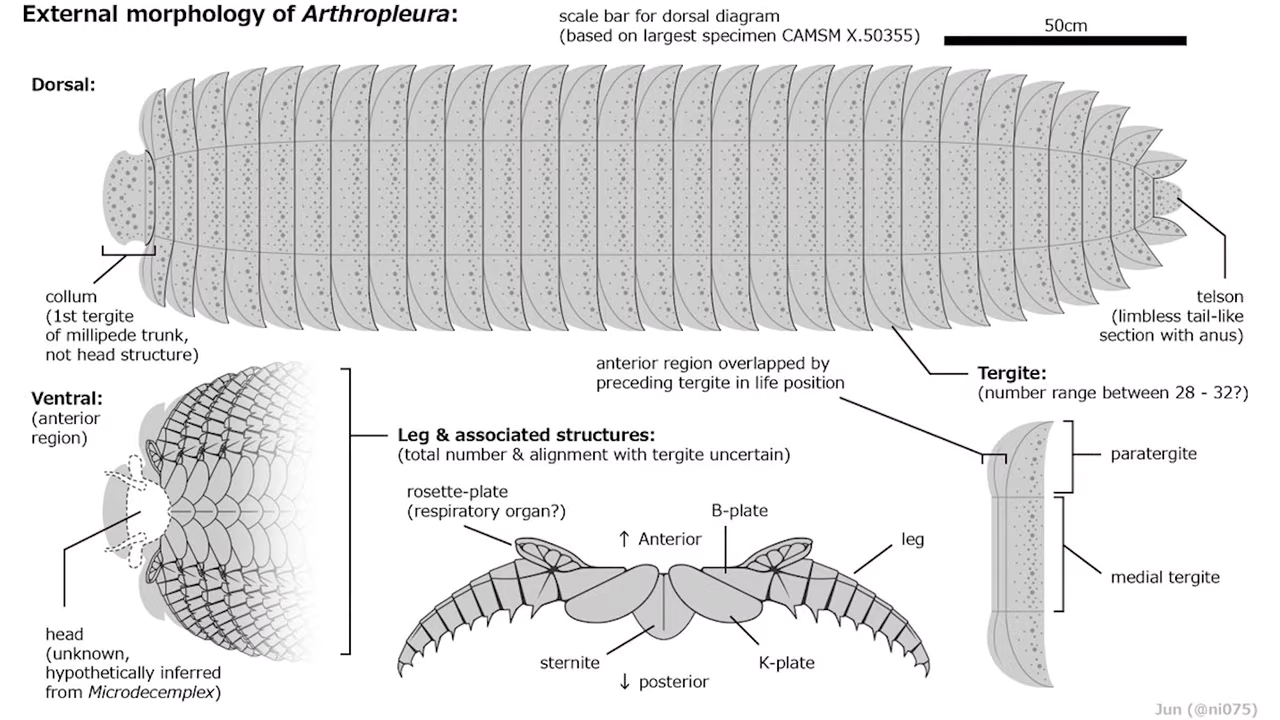 External morphology of Arthropleura:
scale bar for dorsal diagram
(based on largest specimen CAMSM X.50355)
50cm
Dorsal:
collum
(1st tergite
of millipede trunk,
not head structure)
telson
(limbless tail-like
section with anus)
anterior region overlapped by
preceding tergite in life position
Tergite:
(number range between 28 - 32?)
Ventral:
(anterior
region)
Leg & associated structures:
(total number & alignment with tergite uncertain)
paratergite
rosette-plate
(respiratory organ?)
B-plate
↑ Anterior
leg
medial tergite
head
(unknown,
hypothetically inferred
from Microdecemplex)
sternite
K-plate
↓ posterior
Jun (@ni075)